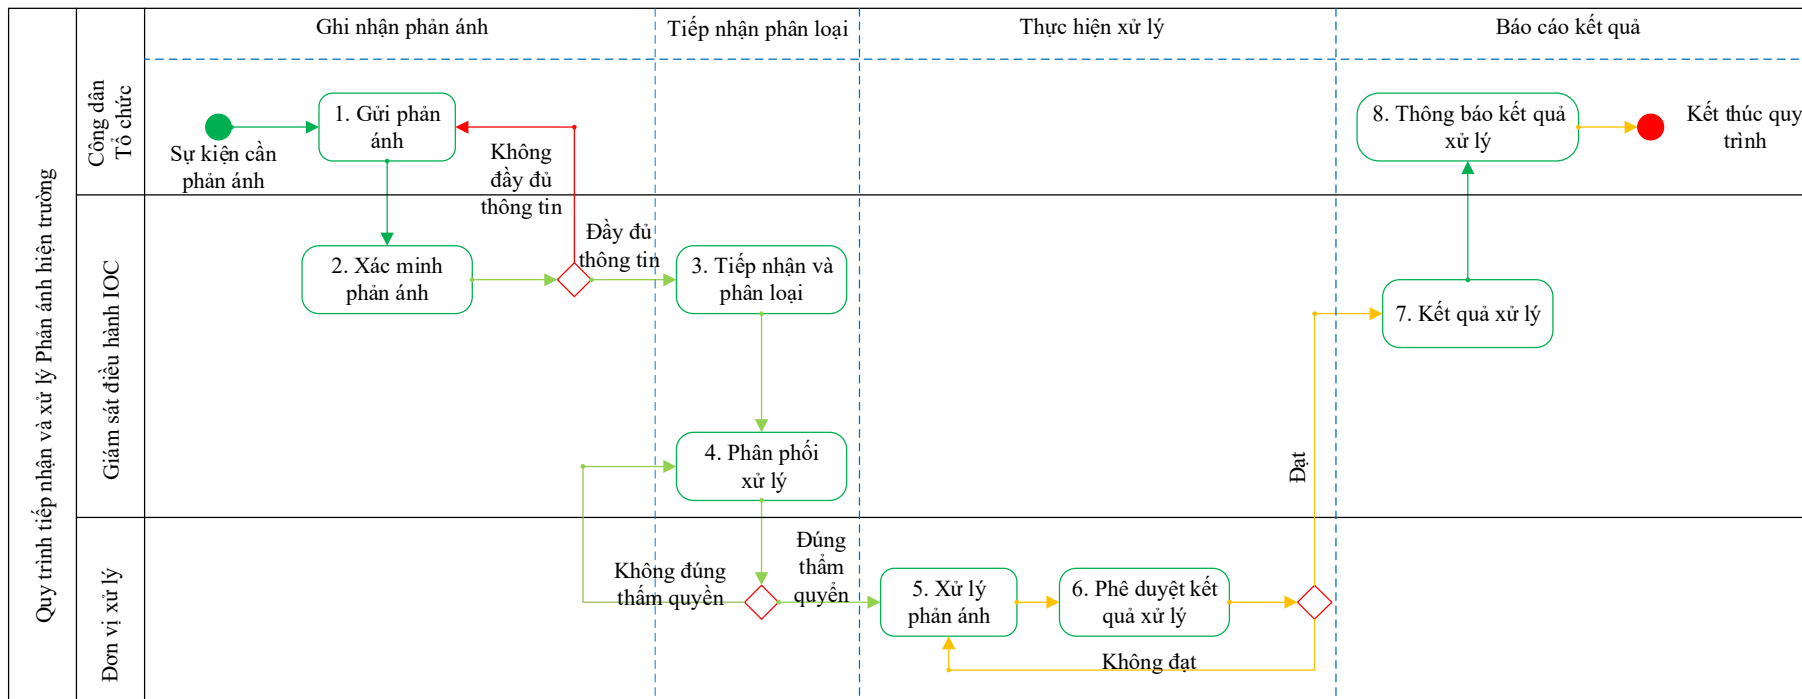 Quy trình tiếp nhận và xử lý Phản ánh hiện trường
Ghi nhận phản ánh
Tiếp nhận phân loại
Thực hiện xử lý
Báo cáo kết quả
Công dân
Tổ chức
Sự kiện cần
phản ánh
1. Gửi phản
ánh
Không
đầy đủ
thông tin
8. Thông báo kết quả
xử lý
Kết thúc quy
trình
Giám sát điều hành IOC
2. Xác minh
phản ánh
Đầy đủ
thông tin
3. Tiếp nhận và
phân loại
7. Kết quả xử lý
4. Phân phối
xử lý
Đạt
Đơn vị xử lý
Không đúng
thẩm quyền
Đúng
thẩm
quyển
5. Xử lý
phản ánh
6. Phê duyệt kết
quả xử lý
Không đạt